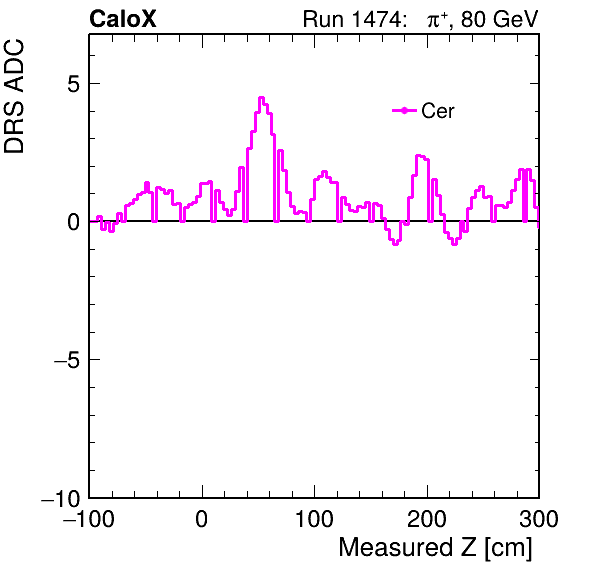 CaloX Run 1474: π⁺, 80 GeV
DRS ADC
5
Cer
0
−5
−10
−100 0 100 200 300
Measured Z [cm]